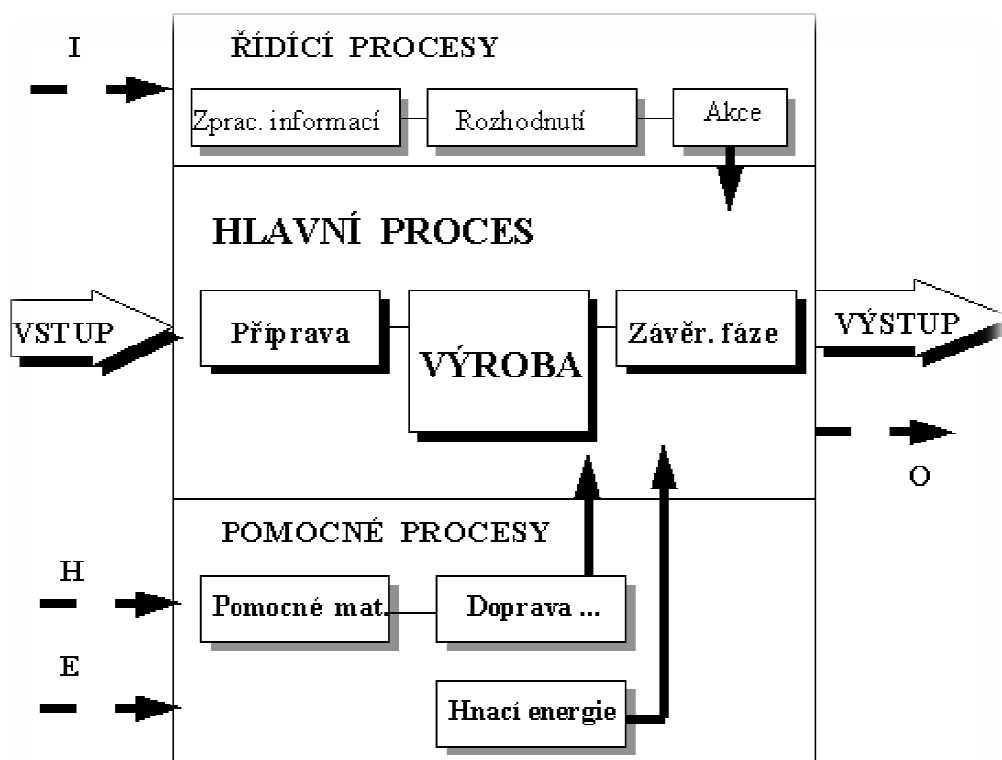 I
ŘÍDÍCÍ PROCESY
Zprac. informací
Rozhodnutí
Akce
HLAVNÍ PROCES
VSTUP
Příprava
VÝROBA
Závěr. fáze
VÝSTUP
O
POMOCNÉ PROCESY
H
Pomocné mat.
Doprava ...
E
Hnací energie